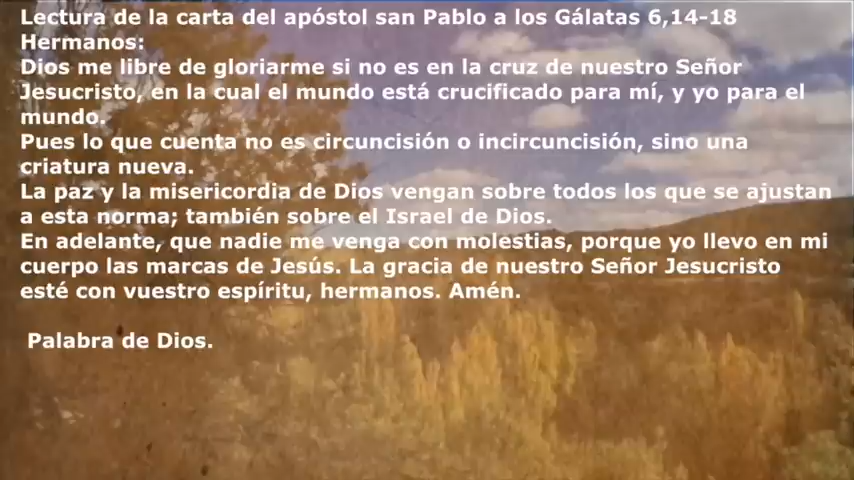 Lectura de la carta del apóstol san Pablo a los Gálatas 6,14-18
Hermanos:
Dios me libre de gloriarme si no es en la cruz de nuestro Señor
Jesucristo, en la cual el mundo está crucificado para mí, y yo para el
mundo.
Pues lo que cuenta no es circuncisión o incircuncisión, sino una
criatura nueva.
La paz y la misericordia de Dios vengan sobre todos los que se ajustan
a esta norma; también sobre el Israel de Dios.
En adelante, que nadie me venga con molestias, porque yo llevo en mi
cuerpo las marcas de Jesús. La gracia de nuestro Señor Jesucristo
esté con vuestro espíritu, hermanos. Amén.
Palabra de Dios.